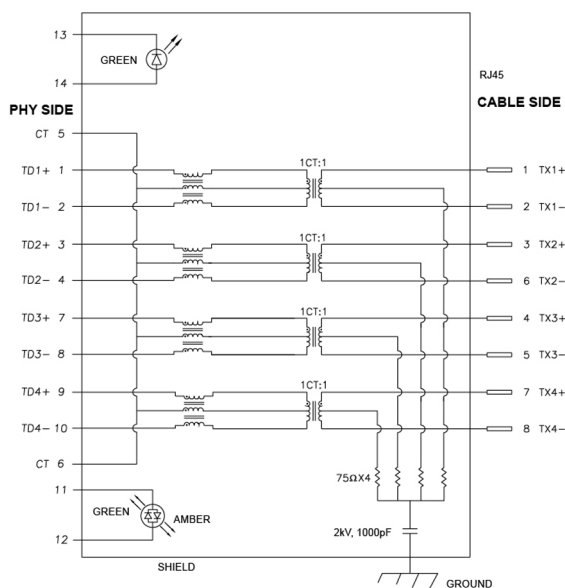 13
GREEN
14
RJ45
PHY SIDE
CABLE SIDE
CT 5
1CT:1
TD1+ 1
1 TX1+
TD1- 2
2 TX1-
1CT:1
TD2+ 3
3 TX2+
TD2- 4
6 TX2-
1CT:1
TD3+ 7
4 TX3+
TD3- 8
5 TX3-
1CT:1
TD4+ 9
7 TX4+
TD4- 10
8 TX4-
CT 6
75ΩX4
11
GREEN
AMBER
12
2kV, 1000pF
SHIELD
GROUND